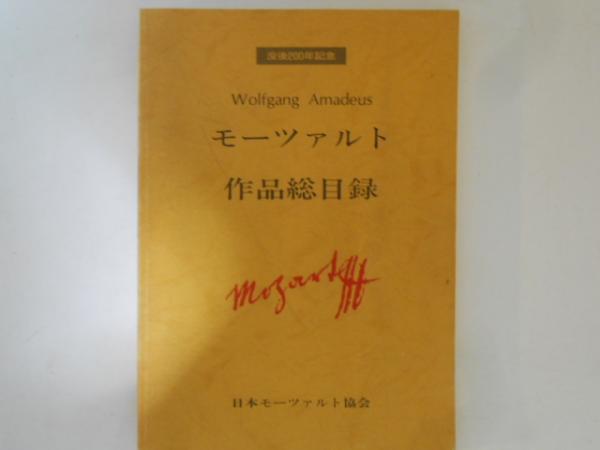 没後200年記念
Wolfgang Amadeus
モーツァルト
作品総目録
Mozart
日本モーツァルト協会